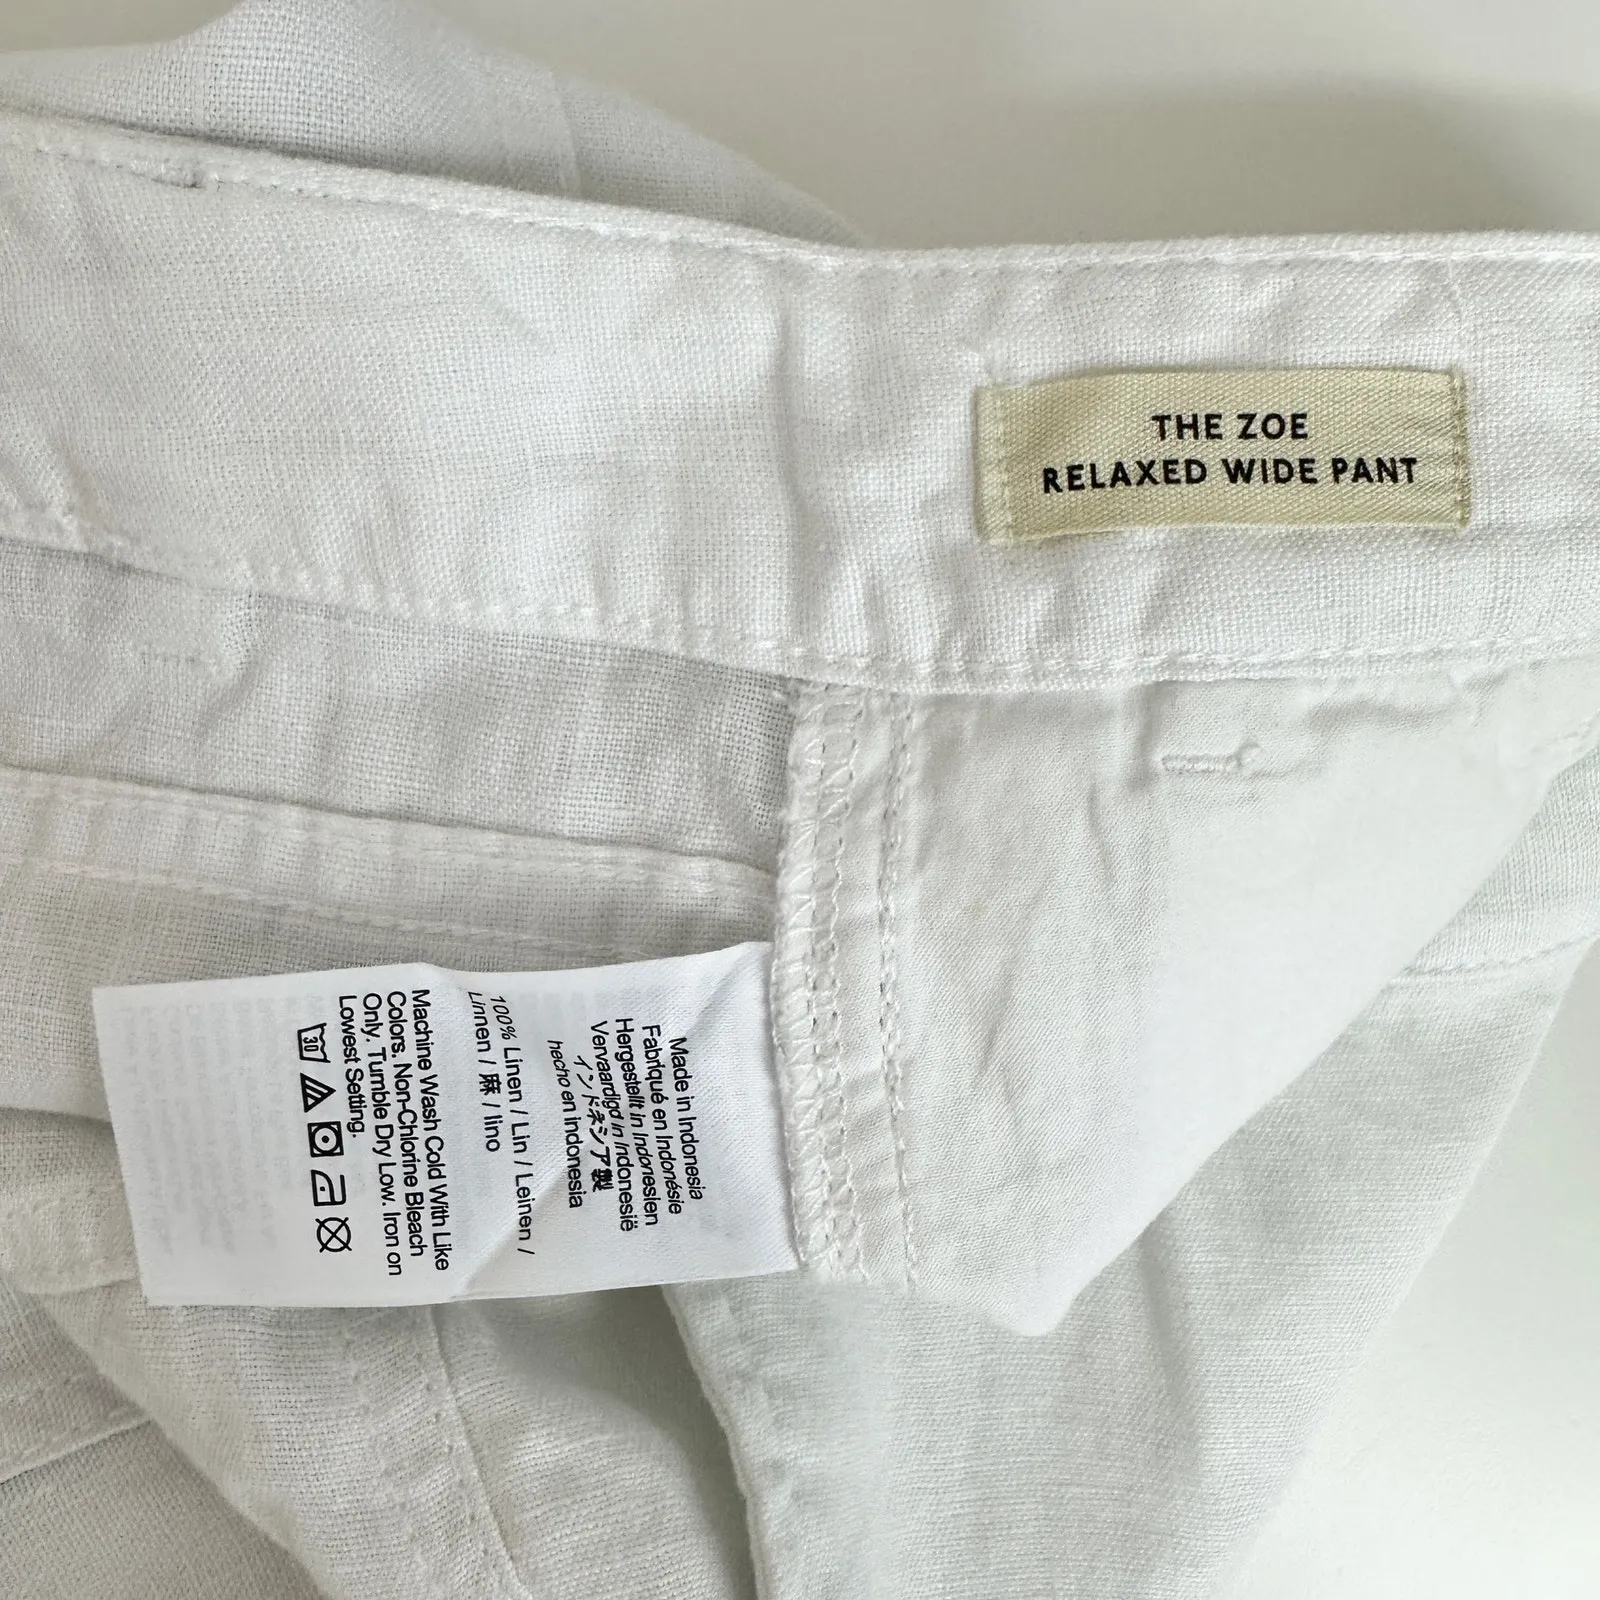 THE ZOE
RELAXED WIDE PANT
Made in Indonesia
Fabriqué en Indonésie
Hergestellt in Indonesien
Vervaardigd in Indonesië
インドネシア製
hecho en indonesia
100% Linen / Lin / Leinen /
Linnen / 麻 / lino
Machine Wash Cold With Like
Colors. Non-Chlorine Bleach
Only. Tumble Dry Low. Iron on
Lowest Setting.
30